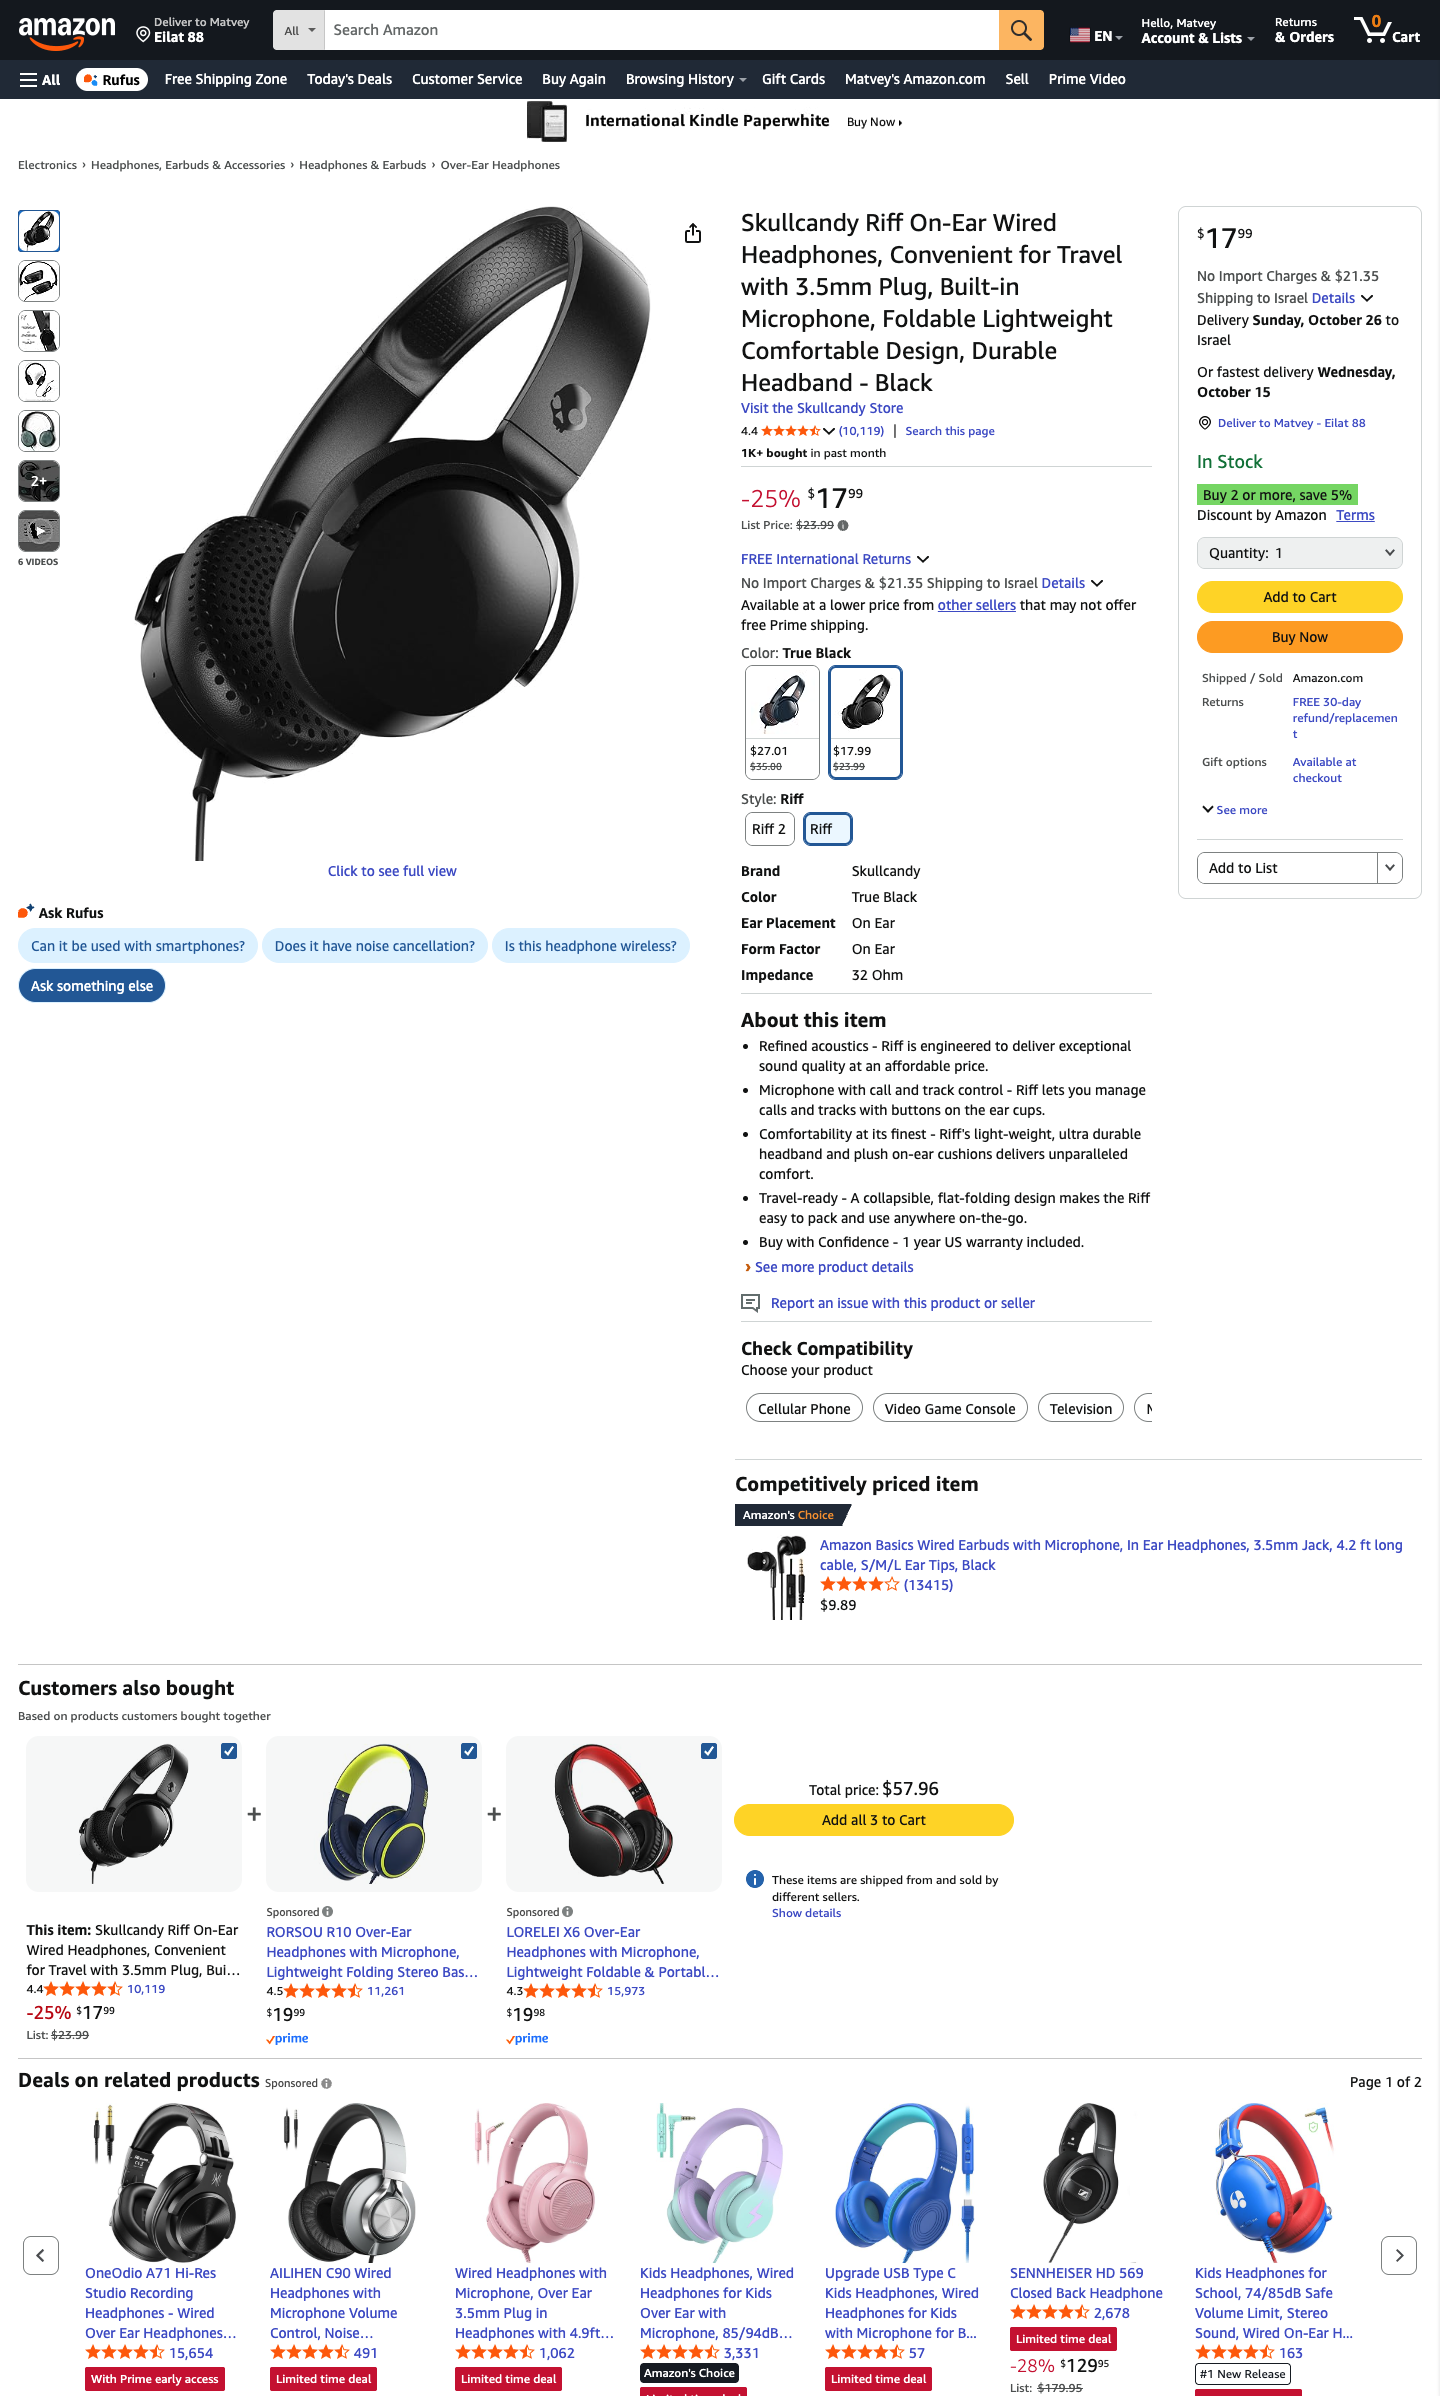 amazon
Deliver to Matvey
Eilat 88
All
Search Amazon
EN
Hello, Matvey
Account & Lists
Returns
& Orders
0
Cart
All
Rufus
Free Shipping Zone
Today's Deals
Customer Service
Buy Again
Browsing History
Gift Cards
Matvey's Amazon.com
Sell
Prime Video
International Kindle Paperwhite
Buy Now
Electronics › Headphones, Earbuds & Accessories › Headphones & Earbuds › Over-Ear Headphones
2+
6 VIDEOS
Click to see full view
Ask Rufus
Can it be used with smartphones?
Does it have noise cancellation?
Is this headphone wireless?
Ask something else
Skullcandy Riff On-Ear Wired
Headphones, Convenient for Travel
with 3.5mm Plug, Built-in
Microphone, Foldable Lightweight
Comfortable Design, Durable
Headband - Black
Visit the Skullcandy Store
4.4 (10,119) | Search this page
1K+ bought in past month
-25% $17 99
List Price: $23.99
FREE International Returns
No Import Charges & $21.35 Shipping to Israel Details
Available at a lower price from other sellers that may not offer
free Prime shipping.
Color: True Black
$27.01
$35.00
$17.99
$23.99
Style: Riff
Riff 2
Riff
Brand Skullcandy
Color True Black
Ear Placement On Ear
Form Factor On Ear
Impedance 32 Ohm
About this item
• Refined acoustics - Riff is engineered to deliver exceptional
sound quality at an affordable price.
• Microphone with call and track control - Riff lets you manage
calls and tracks with buttons on the ear cups.
• Comfortability at its finest - Riff's light-weight, ultra durable
headband and plush on-ear cushions delivers unparalleled
comfort.
• Travel-ready - A collapsible, flat-folding design makes the Riff
easy to pack and use anywhere on-the-go.
• Buy with Confidence - 1 year US warranty included.
› See more product details
Report an issue with this product or seller
Check Compatibility
Choose your product
Cellular Phone
Video Game Console
Television
$17 99
No Import Charges & $21.35
Shipping to Israel Details
Delivery Sunday, October 26 to
Israel
Or fastest delivery Wednesday,
October 15
Deliver to Matvey - Eilat 88
In Stock
Buy 2 or more, save 5%
Discount by Amazon Terms
Quantity: 1
Add to Cart
Buy Now
Shipped / Sold Amazon.com
Returns FREE 30-day
refund/replacemen
t
Gift options Available at
checkout
See more
Add to List
Competitively priced item
Amazon's Choice
Amazon Basics Wired Earbuds with Microphone, In Ear Headphones, 3.5mm Jack, 4.2 ft long
cable, S/M/L Ear Tips, Black
(13415)
$9.89
Customers also bought
Based on products customers bought together
+
+
This item: Skullcandy Riff On-Ear
Wired Headphones, Convenient
for Travel with 3.5mm Plug, Bui…
4.4 10,119
-25% $17 99
List: $23.99
Sponsored
RORSOU R10 Over-Ear
Headphones with Microphone,
Lightweight Folding Stereo Bas…
4.5 11,261
$19 99
prime
Sponsored
LORELEI X6 Over-Ear
Headphones with Microphone,
Lightweight Foldable & Portabl…
4.3 15,973
$19 98
prime
Total price: $57.96
Add all 3 to Cart
These items are shipped from and sold by
different sellers.
Show details
Deals on related products Sponsored
Page 1 of 2
OneOdio A71 Hi-Res
Studio Recording
Headphones - Wired
Over Ear Headphones…
15,654
With Prime early access
AILIHEN C90 Wired
Headphones with
Microphone Volume
Control, Noise…
491
Limited time deal
Wired Headphones with
Microphone, Over Ear
3.5mm Plug in
Headphones with 4.9ft…
1,062
Limited time deal
Kids Headphones, Wired
Headphones for Kids
Over Ear with
Microphone, 85/94dB…
3,331
Amazon's Choice
Limited time deal
Upgrade USB Type C
Kids Headphones, Wired
Headphones for Kids
with Microphone for B…
57
Limited time deal
SENNHEISER HD 569
Closed Back Headphone
2,678
Limited time deal
-28% $129 95
List: $179.95
Kids Headphones for
School, 74/85dB Safe
Volume Limit, Stereo
Sound, Wired On-Ear H…
163
#1 New Release